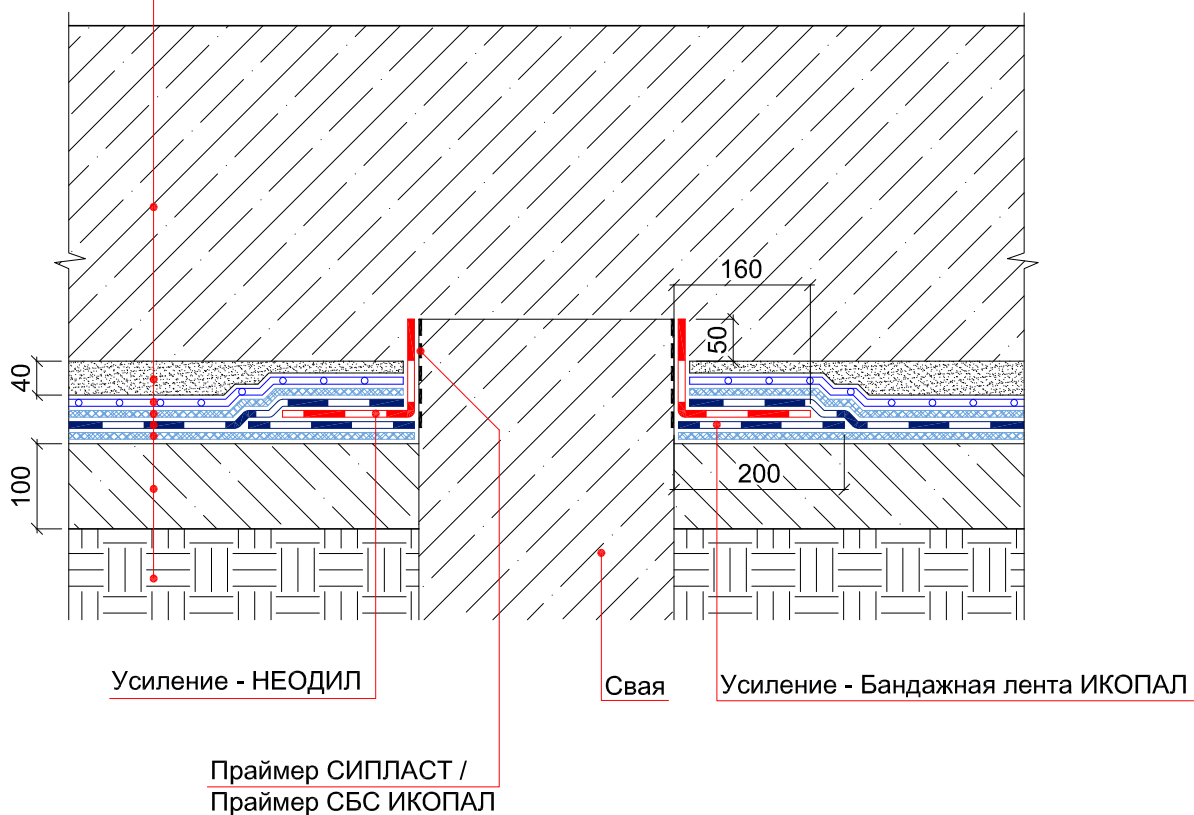 160
50
40
100
200
Усиление - НЕОДИЛ
Свая
Усиление - Бандажная лента ИКОПАЛ
Праймер СИПЛАСТ /
Праймер СБС ИКОПАЛ